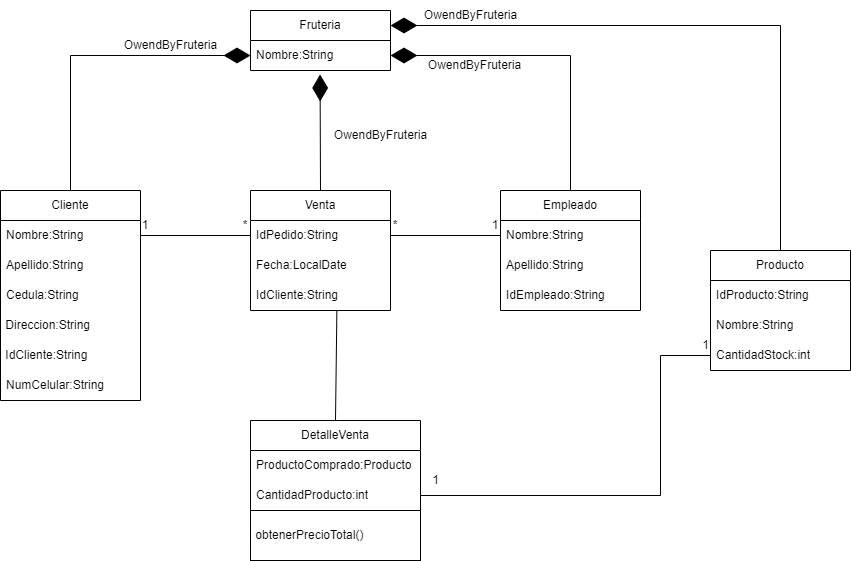 OwendByFruteria
Fruteria
Nombre:String
OwendByFruteria
OwendByFruteria
OwendByFruteria
Cliente
Nombre:String
Apellido:String
Cedula:String
Direccion:String
IdCliente:String
NumCelular:String
1
*
Venta
IdPedido:String
Fecha:LocalDate
IdCliente:String
*
1
Empleado
Nombre:String
Apellido:String
IdEmpleado:String
Producto
IdProducto:String
Nombre:String
CantidadStock:int
1
DetalleVenta
ProductoComprado:Producto
CantidadProducto:int
obtenerPrecioTotal()
1